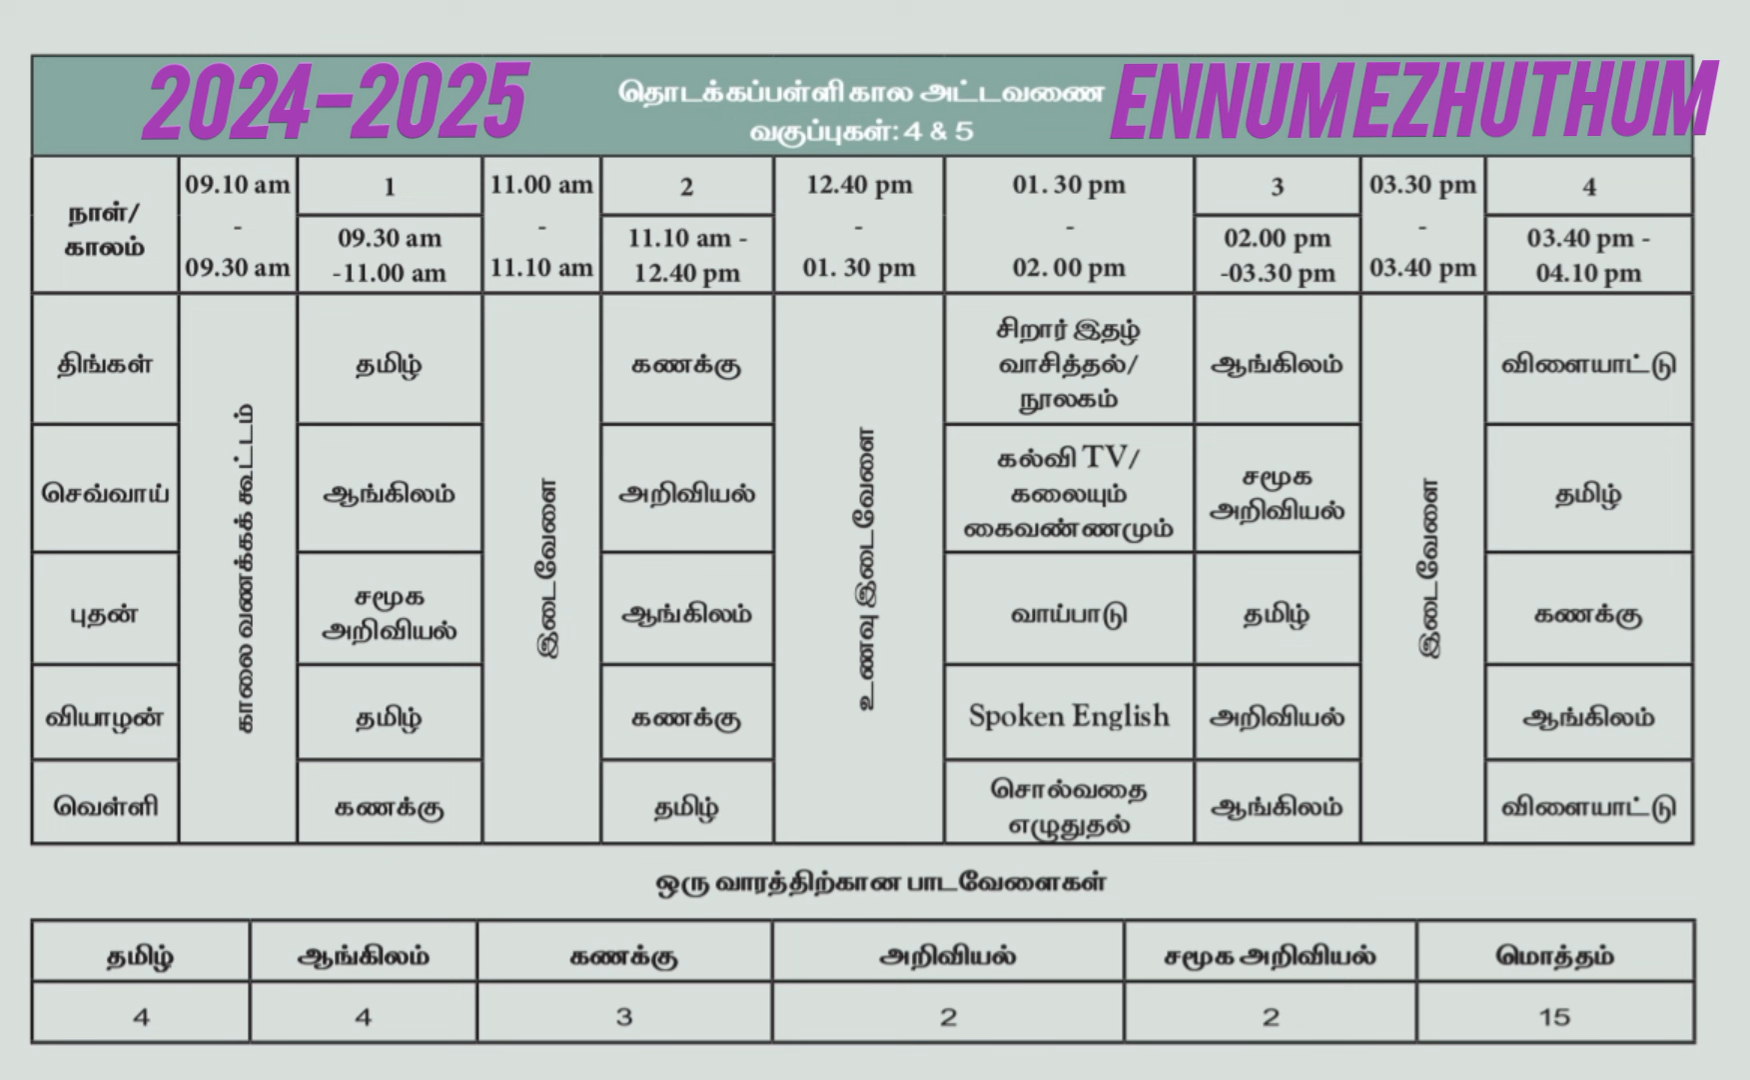 2024-2025
தொடக்கப்பள்ளி கால அட்டவணை
ENNUMEZHUTHUM
வகுப்புகள்: 4 & 5
நாள்/
காலம்
09.10 am
-
09.30 am
1
09.30 am
-11.00 am
11.00 am
-
11.10 am
2
11.10 am -
12.40 pm
12.40 pm
-
01. 30 pm
01. 30 pm
-
02. 00 pm
3
02.00 pm
-03.30 pm
03.30 pm
-
03.40 pm
4
03.40 pm -
04.10 pm
காலை வணக்கக் கூட்டம்
இடைவேளை
உணவு இடைவேளை
இடைவேளை
திங்கள்
தமிழ்
கணக்கு
சிறார் இதழ்
வாசித்தல்/
நூலகம்
ஆங்கிலம்
விளையாட்டு
செவ்வாய்
ஆங்கிலம்
அறிவியல்
கல்வி TV/
கலையும்
கைவண்ணமும்
சமூக
அறிவியல்
தமிழ்
புதன்
சமூக
அறிவியல்
ஆங்கிலம்
வாய்பாடு
தமிழ்
கணக்கு
வியாழன்
தமிழ்
கணக்கு
Spoken English
அறிவியல்
ஆங்கிலம்
வெள்ளி
கணக்கு
தமிழ்
சொல்வதை
எழுதுதல்
ஆங்கிலம்
விளையாட்டு
ஒரு வாரத்திற்கான பாடவேளைகள்
தமிழ்
ஆங்கிலம்
கணக்கு
அறிவியல்
சமூக அறிவியல்
மொத்தம்
4
4
3
2
2
15